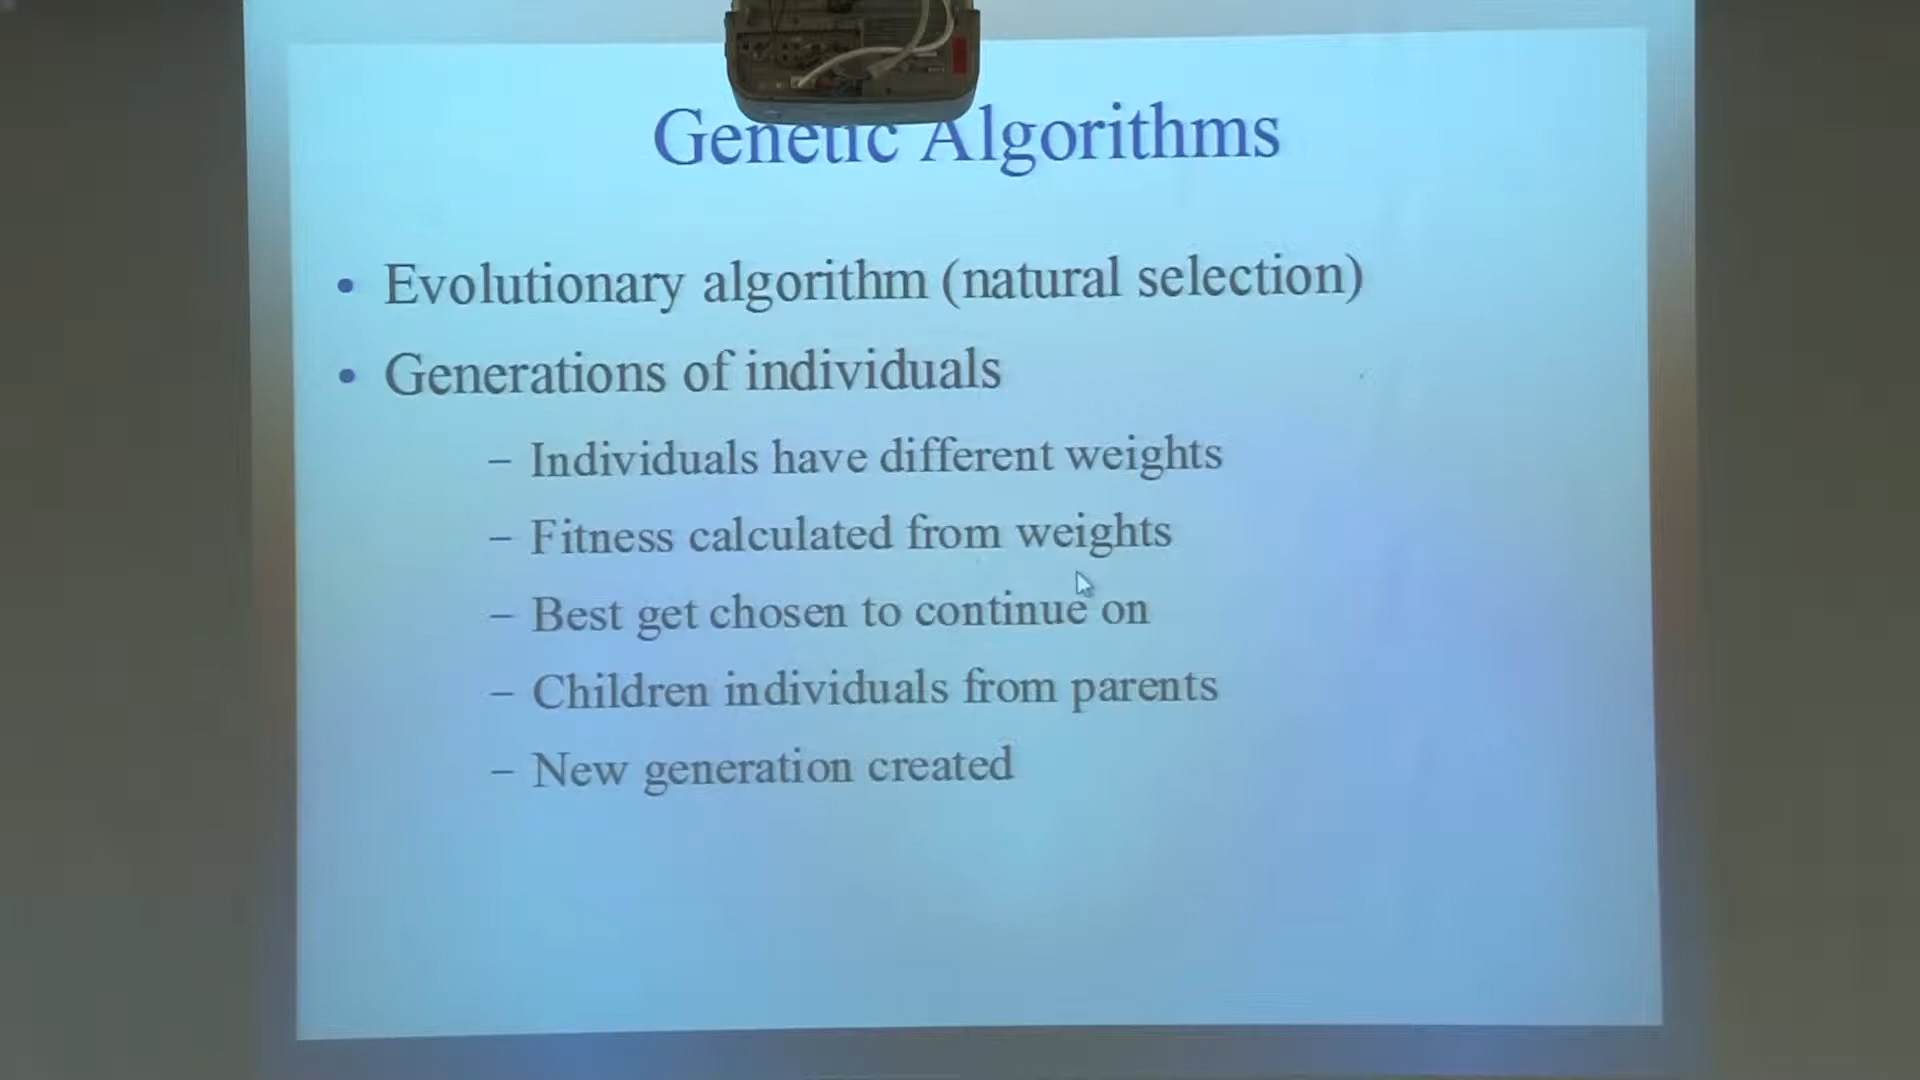 Genetic Algorithms
• Evolutionary algorithm (natural selection)
• Generations of individuals
– Individuals have different weights
– Fitness calculated from weights
– Best get chosen to continue on
– Children individuals from parents
– New generation created